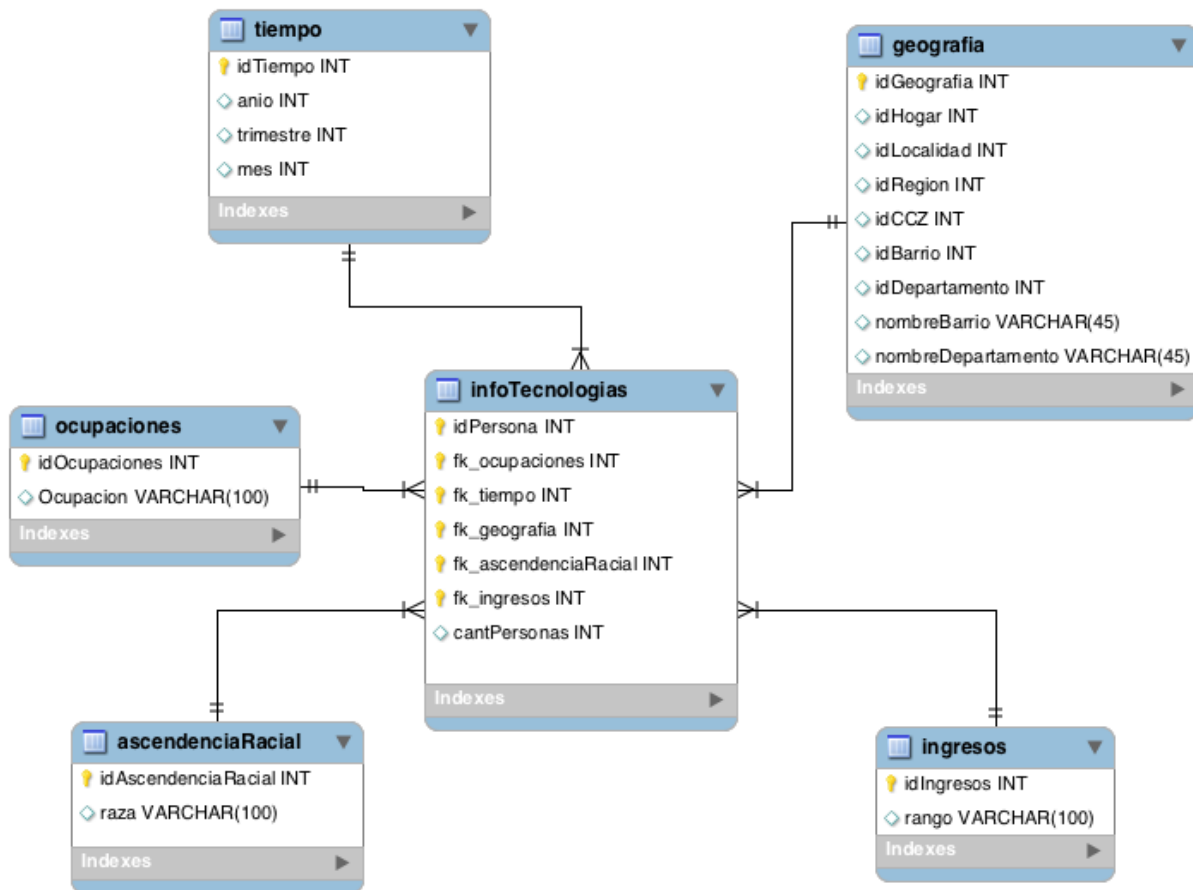 tiempo
idTiempo INT
anio INT
trimestre INT
mes INT
Indexes
geografia
idGeografia INT
idHogar INT
idLocalidad INT
idRegion INT
idCCZ INT
idBarrio INT
idDepartamento INT
nombreBarrio VARCHAR(45)
nombreDepartamento VARCHAR(45)
Indexes
infoTecnologias
idPersona INT
fk_ocupaciones INT
fk_tiempo INT
fk_geografia INT
fk_ascendenciaRacial INT
fk_ingresos INT
cantPersonas INT
Indexes
ocupaciones
idOcupaciones INT
Ocupacion VARCHAR(100)
Indexes
ascendenciaRacial
idAscendenciaRacial INT
raza VARCHAR(100)
Indexes
ingresos
idIngresos INT
rango VARCHAR(100)
Indexes